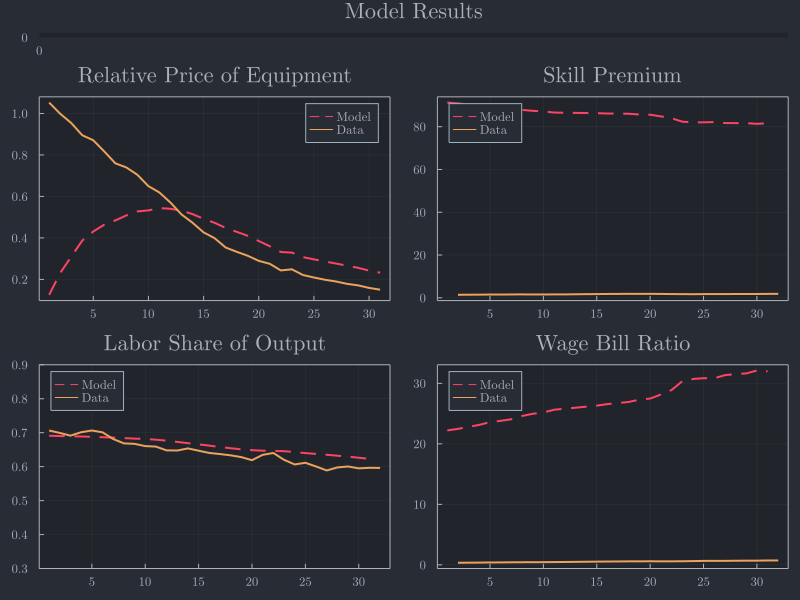 Model Results
0
0
Relative Price of Equipment
1.0
0.8
0.6
0.4
0.2
Model
Data
5 10 15 20 25 30
Skill Premium
80
60
40
20
0
Model
Data
5 10 15 20 25 30
Labor Share of Output
0.9
0.8
0.7
0.6
0.5
0.4
0.3
Model
Data
5 10 15 20 25 30
Wage Bill Ratio
30
20
10
0
Model
Data
5 10 15 20 25 30